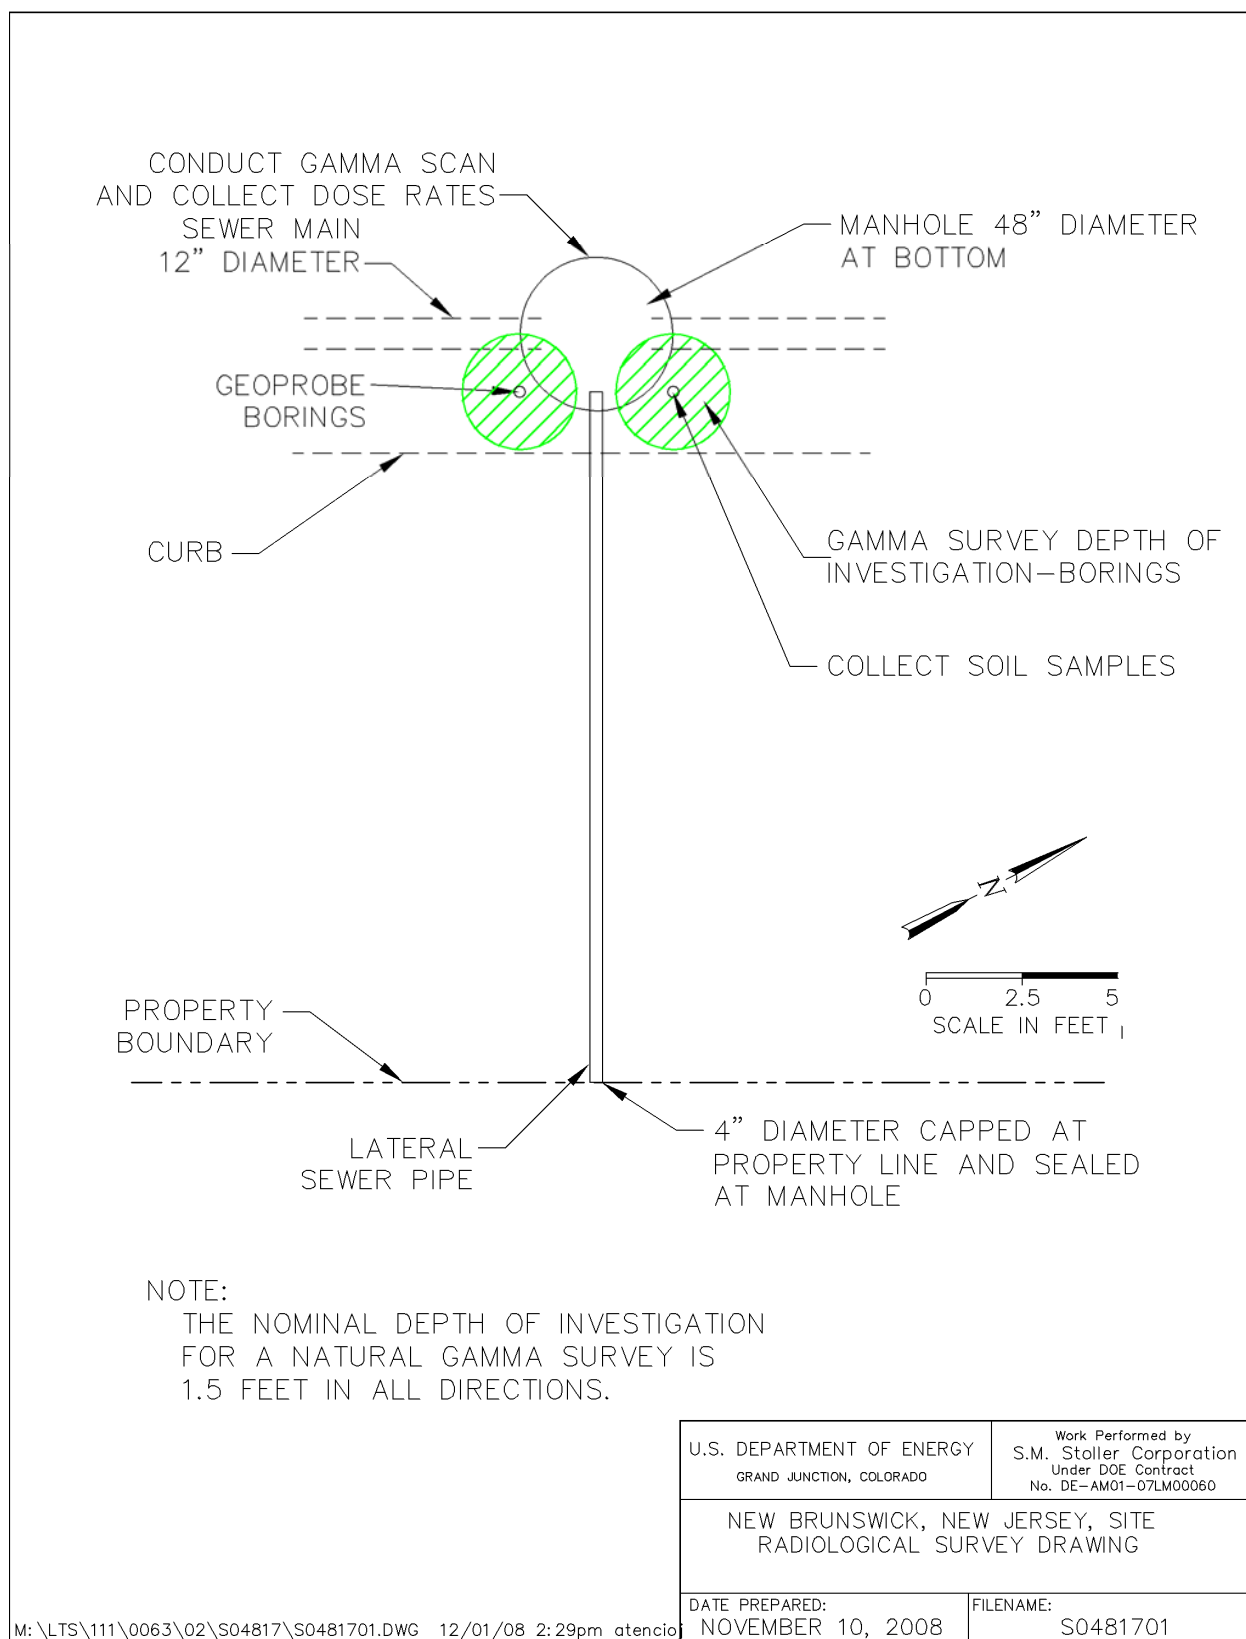 CONDUCT GAMMA SCAN
AND COLLECT DOSE RATES
SEWER MAIN
12” DIAMETER
MANHOLE 48” DIAMETER
AT BOTTOM
GEOPROBE
BORINGS
CURB
GAMMA SURVEY DEPTH OF
INVESTIGATION–BORINGS
COLLECT SOIL SAMPLES
N
0 2.5 5
SCALE IN FEET
PROPERTY
BOUNDARY
LATERAL
SEWER PIPE
4” DIAMETER CAPPED AT
PROPERTY LINE AND SEALED
AT MANHOLE
NOTE:
THE NOMINAL DEPTH OF INVESTIGATION
FOR A NATURAL GAMMA SURVEY IS
1.5 FEET IN ALL DIRECTIONS.
U.S. DEPARTMENT OF ENERGY
GRAND JUNCTION, COLORADO
Work Performed by
S.M. Stoller Corporation
Under DOE Contract
No. DE–AM01–07LM00060
NEW BRUNSWICK, NEW JERSEY, SITE
RADIOLOGICAL SURVEY DRAWING
DATE PREPARED:
NOVEMBER 10, 2008
FILENAME:
S0481701
M:\LTS\111\0063\02\S04817\S0481701.DWG 12/01/08 2:29pm atencio